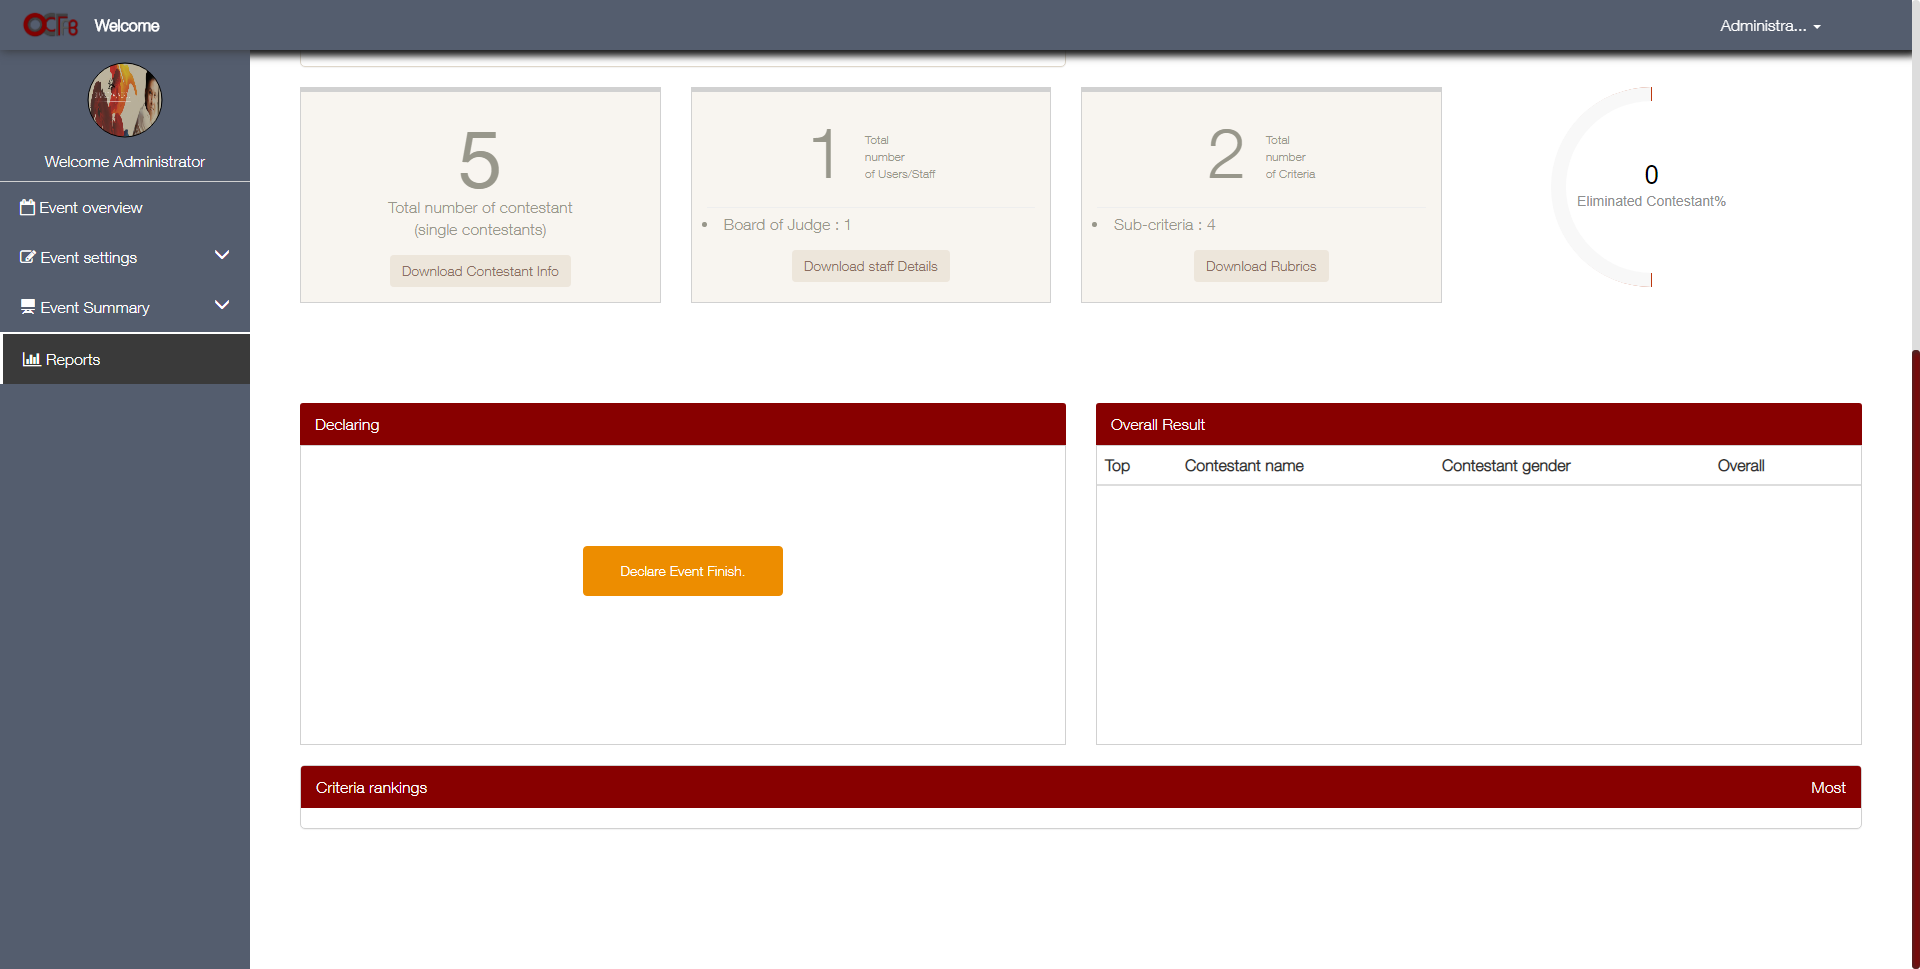 Welcome
Administra...
Welcome Administrator
Event overview
Event settings
Event Summary
Reports
5
Total number of contestant
(single contestants)
Download Contestant Info
1
Total
number
of Users/Staff
Board of Judge : 1
Download staff Details
2
Total
number
of Criteria
Sub-criteria : 4
Download Rubrics
0
Eliminated Contestant%
Declaring
Declare Event Finish.
Overall Result
Top Contestant name Contestant gender Overall
Criteria rankings Most